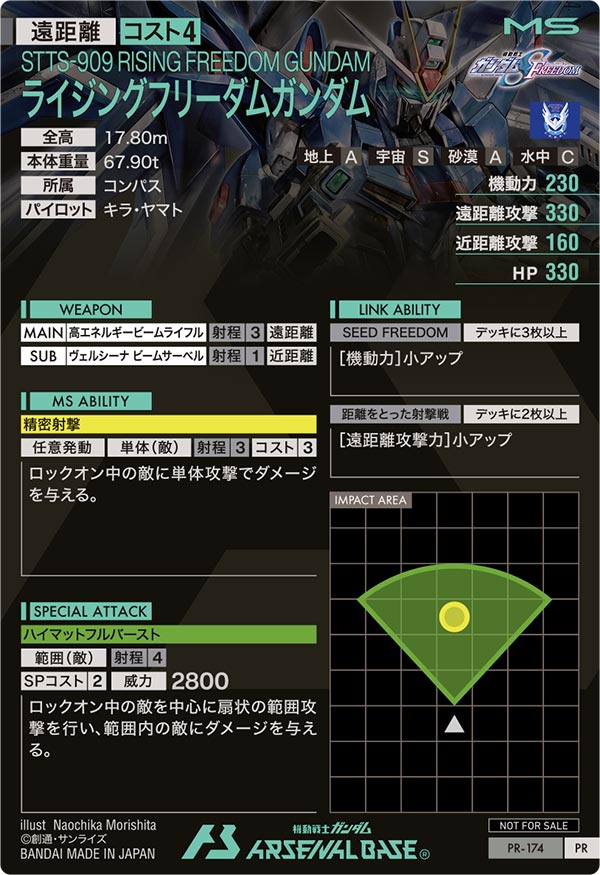 遠距離 コスト4
MS
STTS-909 RISING FREEDOM GUNDAM
ライジングフリーダムガンダム
機動戦士
ガンダムSEED FREEDOM
全高 17.80m
本体重量 67.90t
所属 コンパス
パイロット キラ・ヤマト
地上 A 宇宙 S 砂漠 A 水中 C
機動力 230
遠距離攻撃 330
近距離攻撃 160
HP 330
WEAPON
MAIN 高エネルギービームライフル 射程 3 遠距離
SUB ヴェルシーナ ビームサーベル 射程 1 近距離
MS ABILITY
精密射撃
任意発動 単体(敵) 射程 3 コスト 3
ロックオン中の敵に単体攻撃でダメージ
を与える。
SPECIAL ATTACK
ハイマットフルバースト
範囲(敵) 射程 4
SPコスト 2 威力 2800
ロックオン中の敵を中心に扇状の範囲攻
撃を行い、範囲内の敵にダメージを与え
る。
LINK ABILITY
SEED FREEDOM デッキに3枚以上
[機動力]小アップ
距離をとった射撃戦 デッキに2枚以上
[遠距離攻撃力]小アップ
IMPACT AREA
illust Naochika Morishita
©創通・サンライズ
BANDAI MADE IN JAPAN
機動戦士ガンダム
AB ARSENAL BASE®
NOT FOR SALE
PR-174 PR